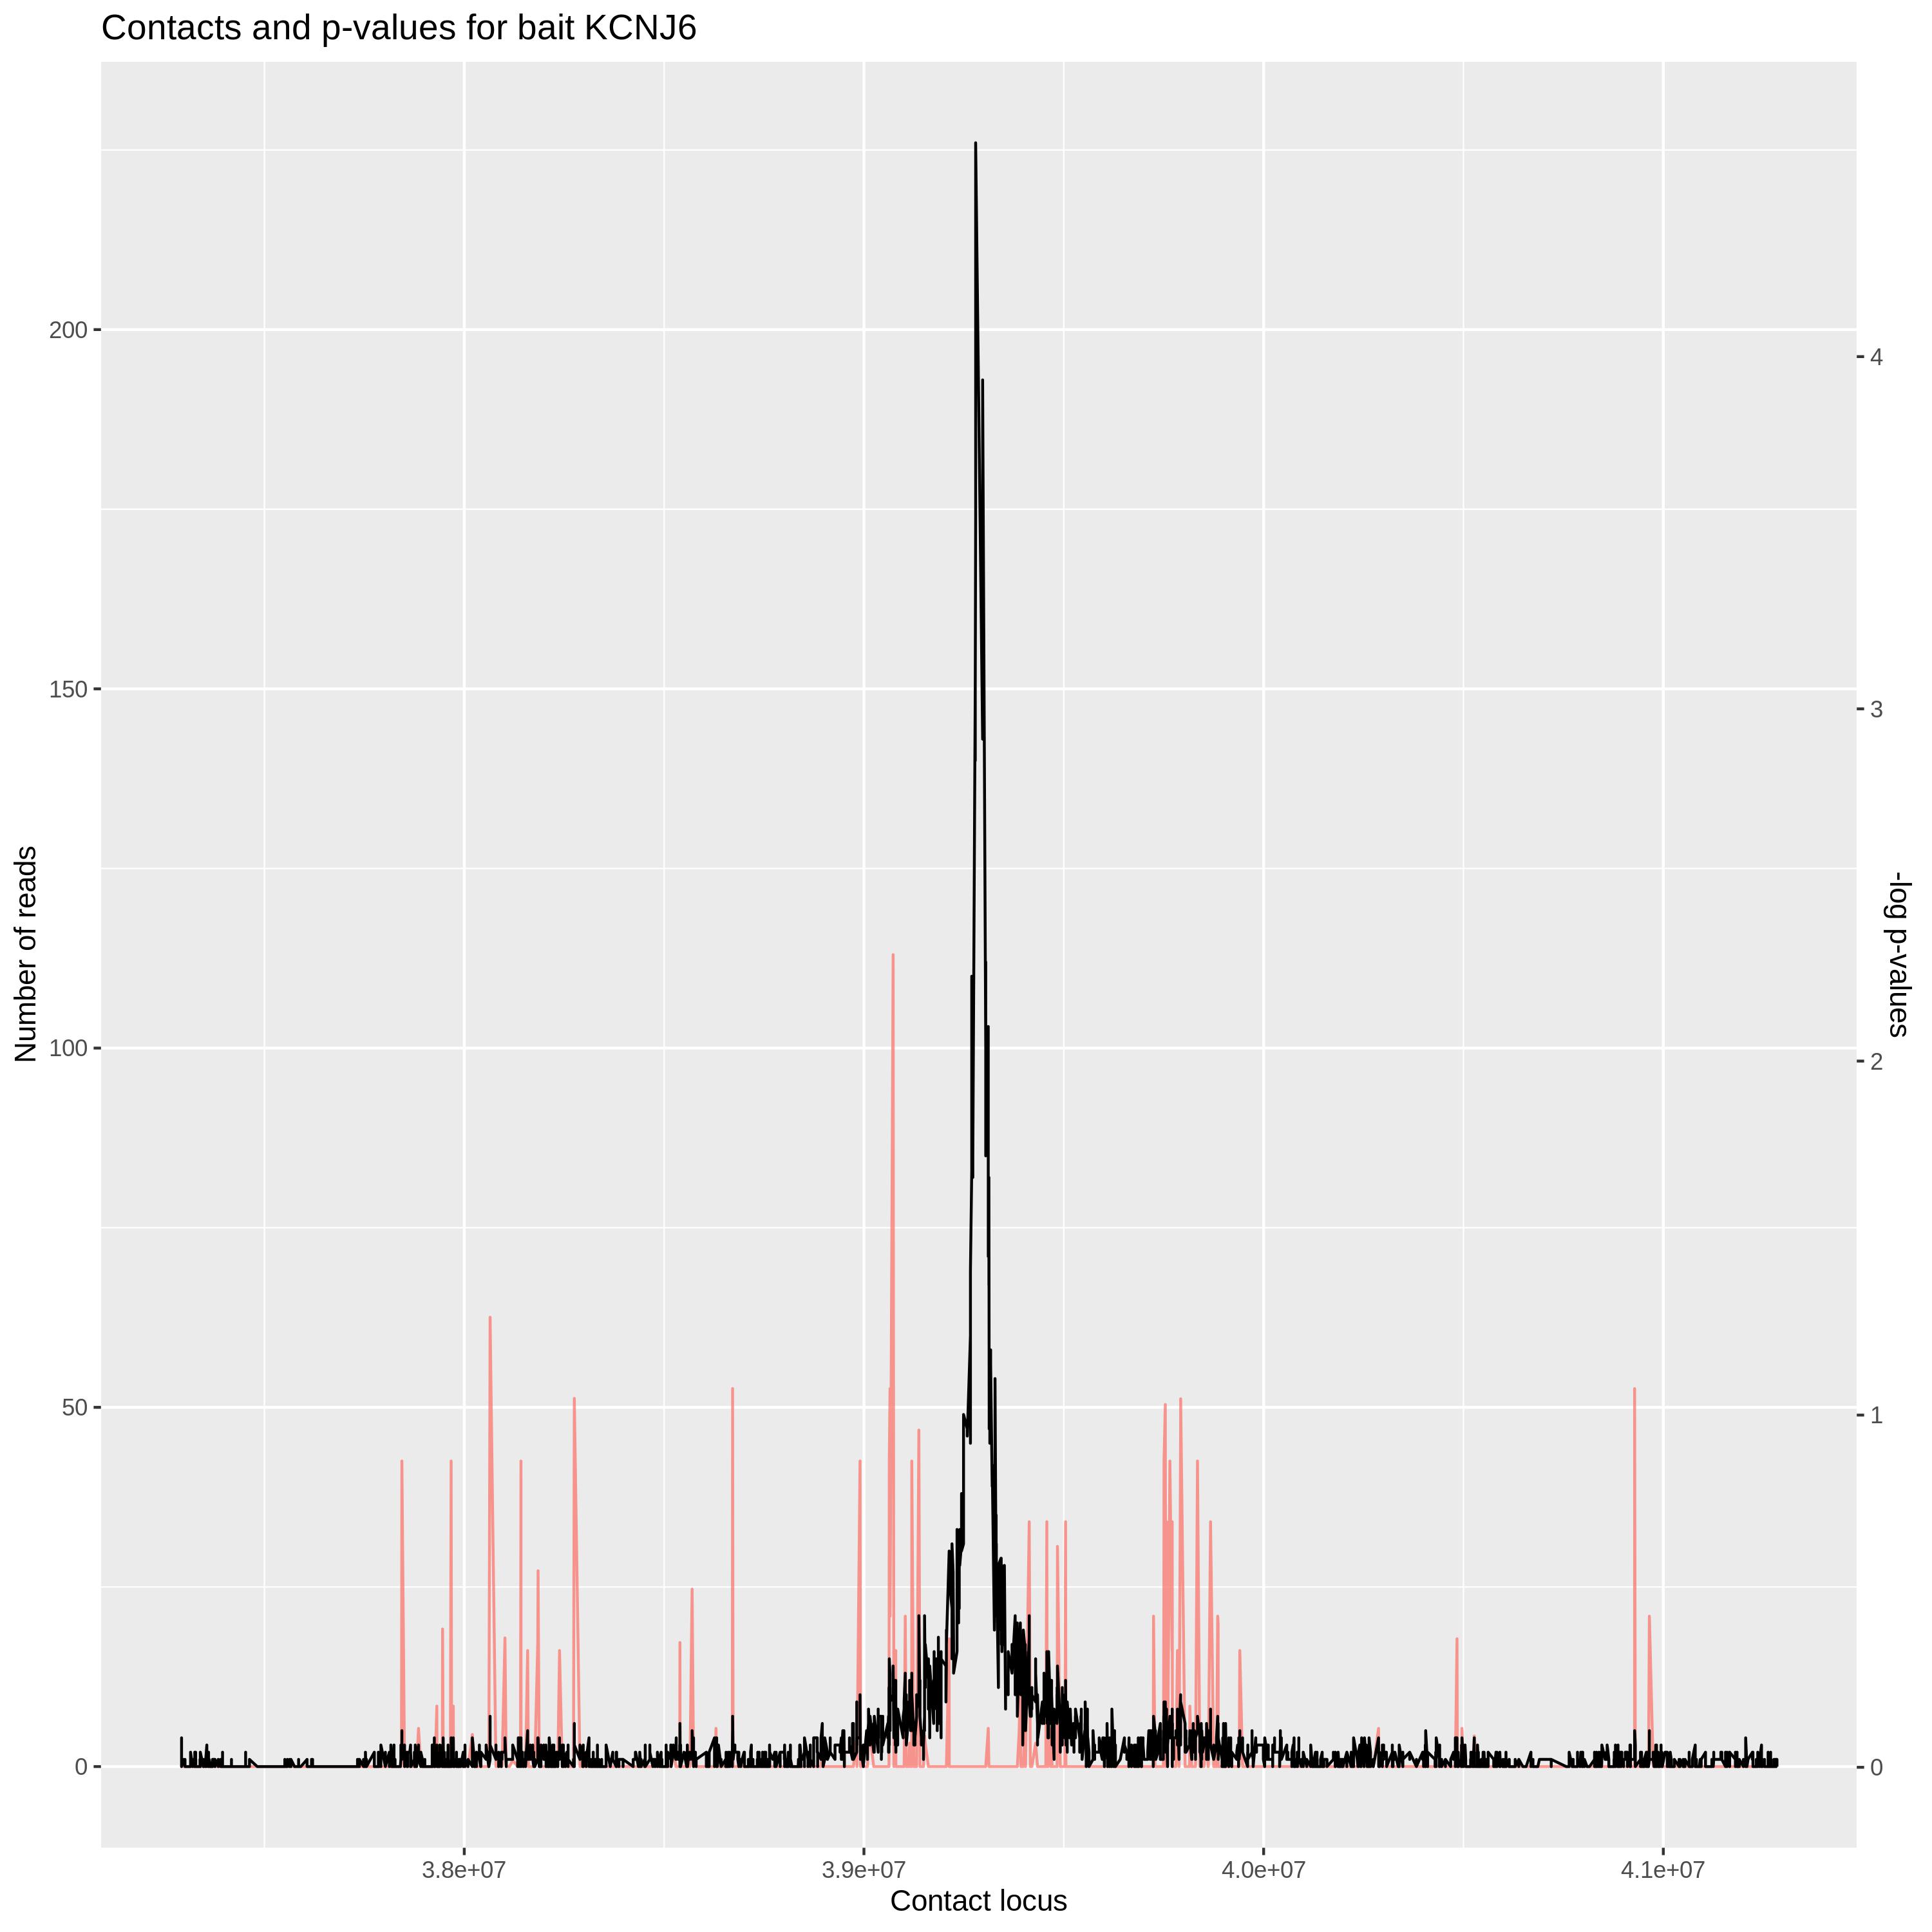 Contacts and p-values for bait KCNJ6
Number of reads
200
150
100
50
0
4
3
2
1
0
-log p-values
3.8e+07 3.9e+07 4.0e+07 4.1e+07
Contact locus